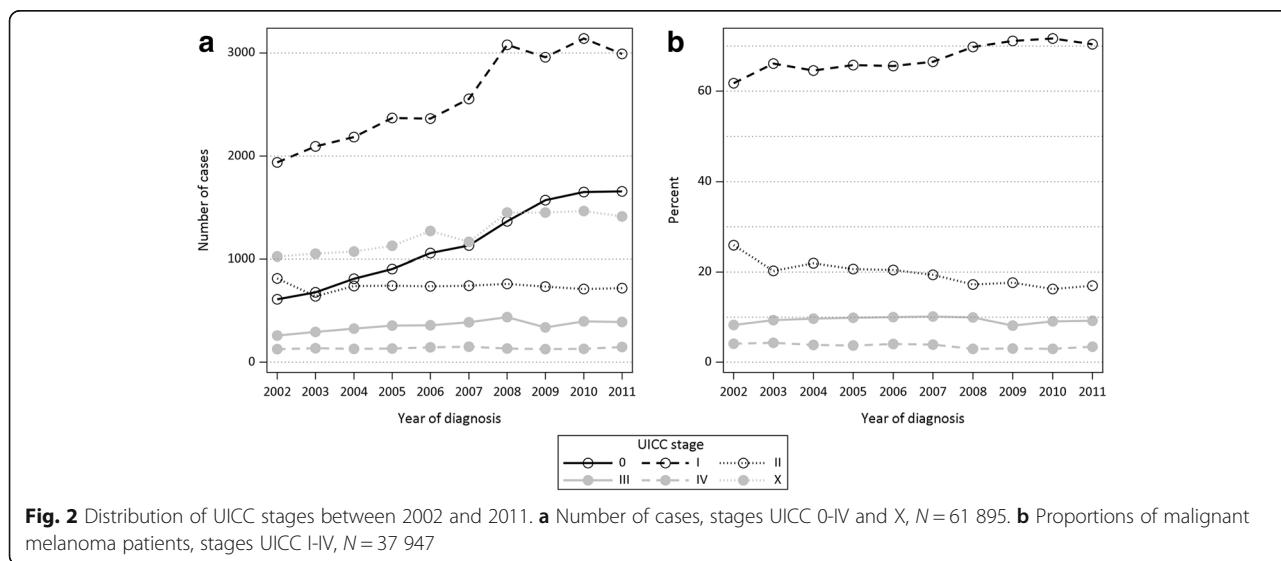 a
3000
2000
1000
0
Number of cases
2002 2003 2004 2005 2006 2007 2008 2009 2010 2011
Year of diagnosis
b
60
40
20
0
Percent
2002 2003 2004 2005 2006 2007 2008 2009 2010 2011
Year of diagnosis
UICC stage
0 I II
III IV X
Fig. 2 Distribution of UICC stages between 2002 and 2011. a Number of cases, stages UICC 0-IV and X, N = 61 895. b Proportions of malignant
melanoma patients, stages UICC I-IV, N = 37 947